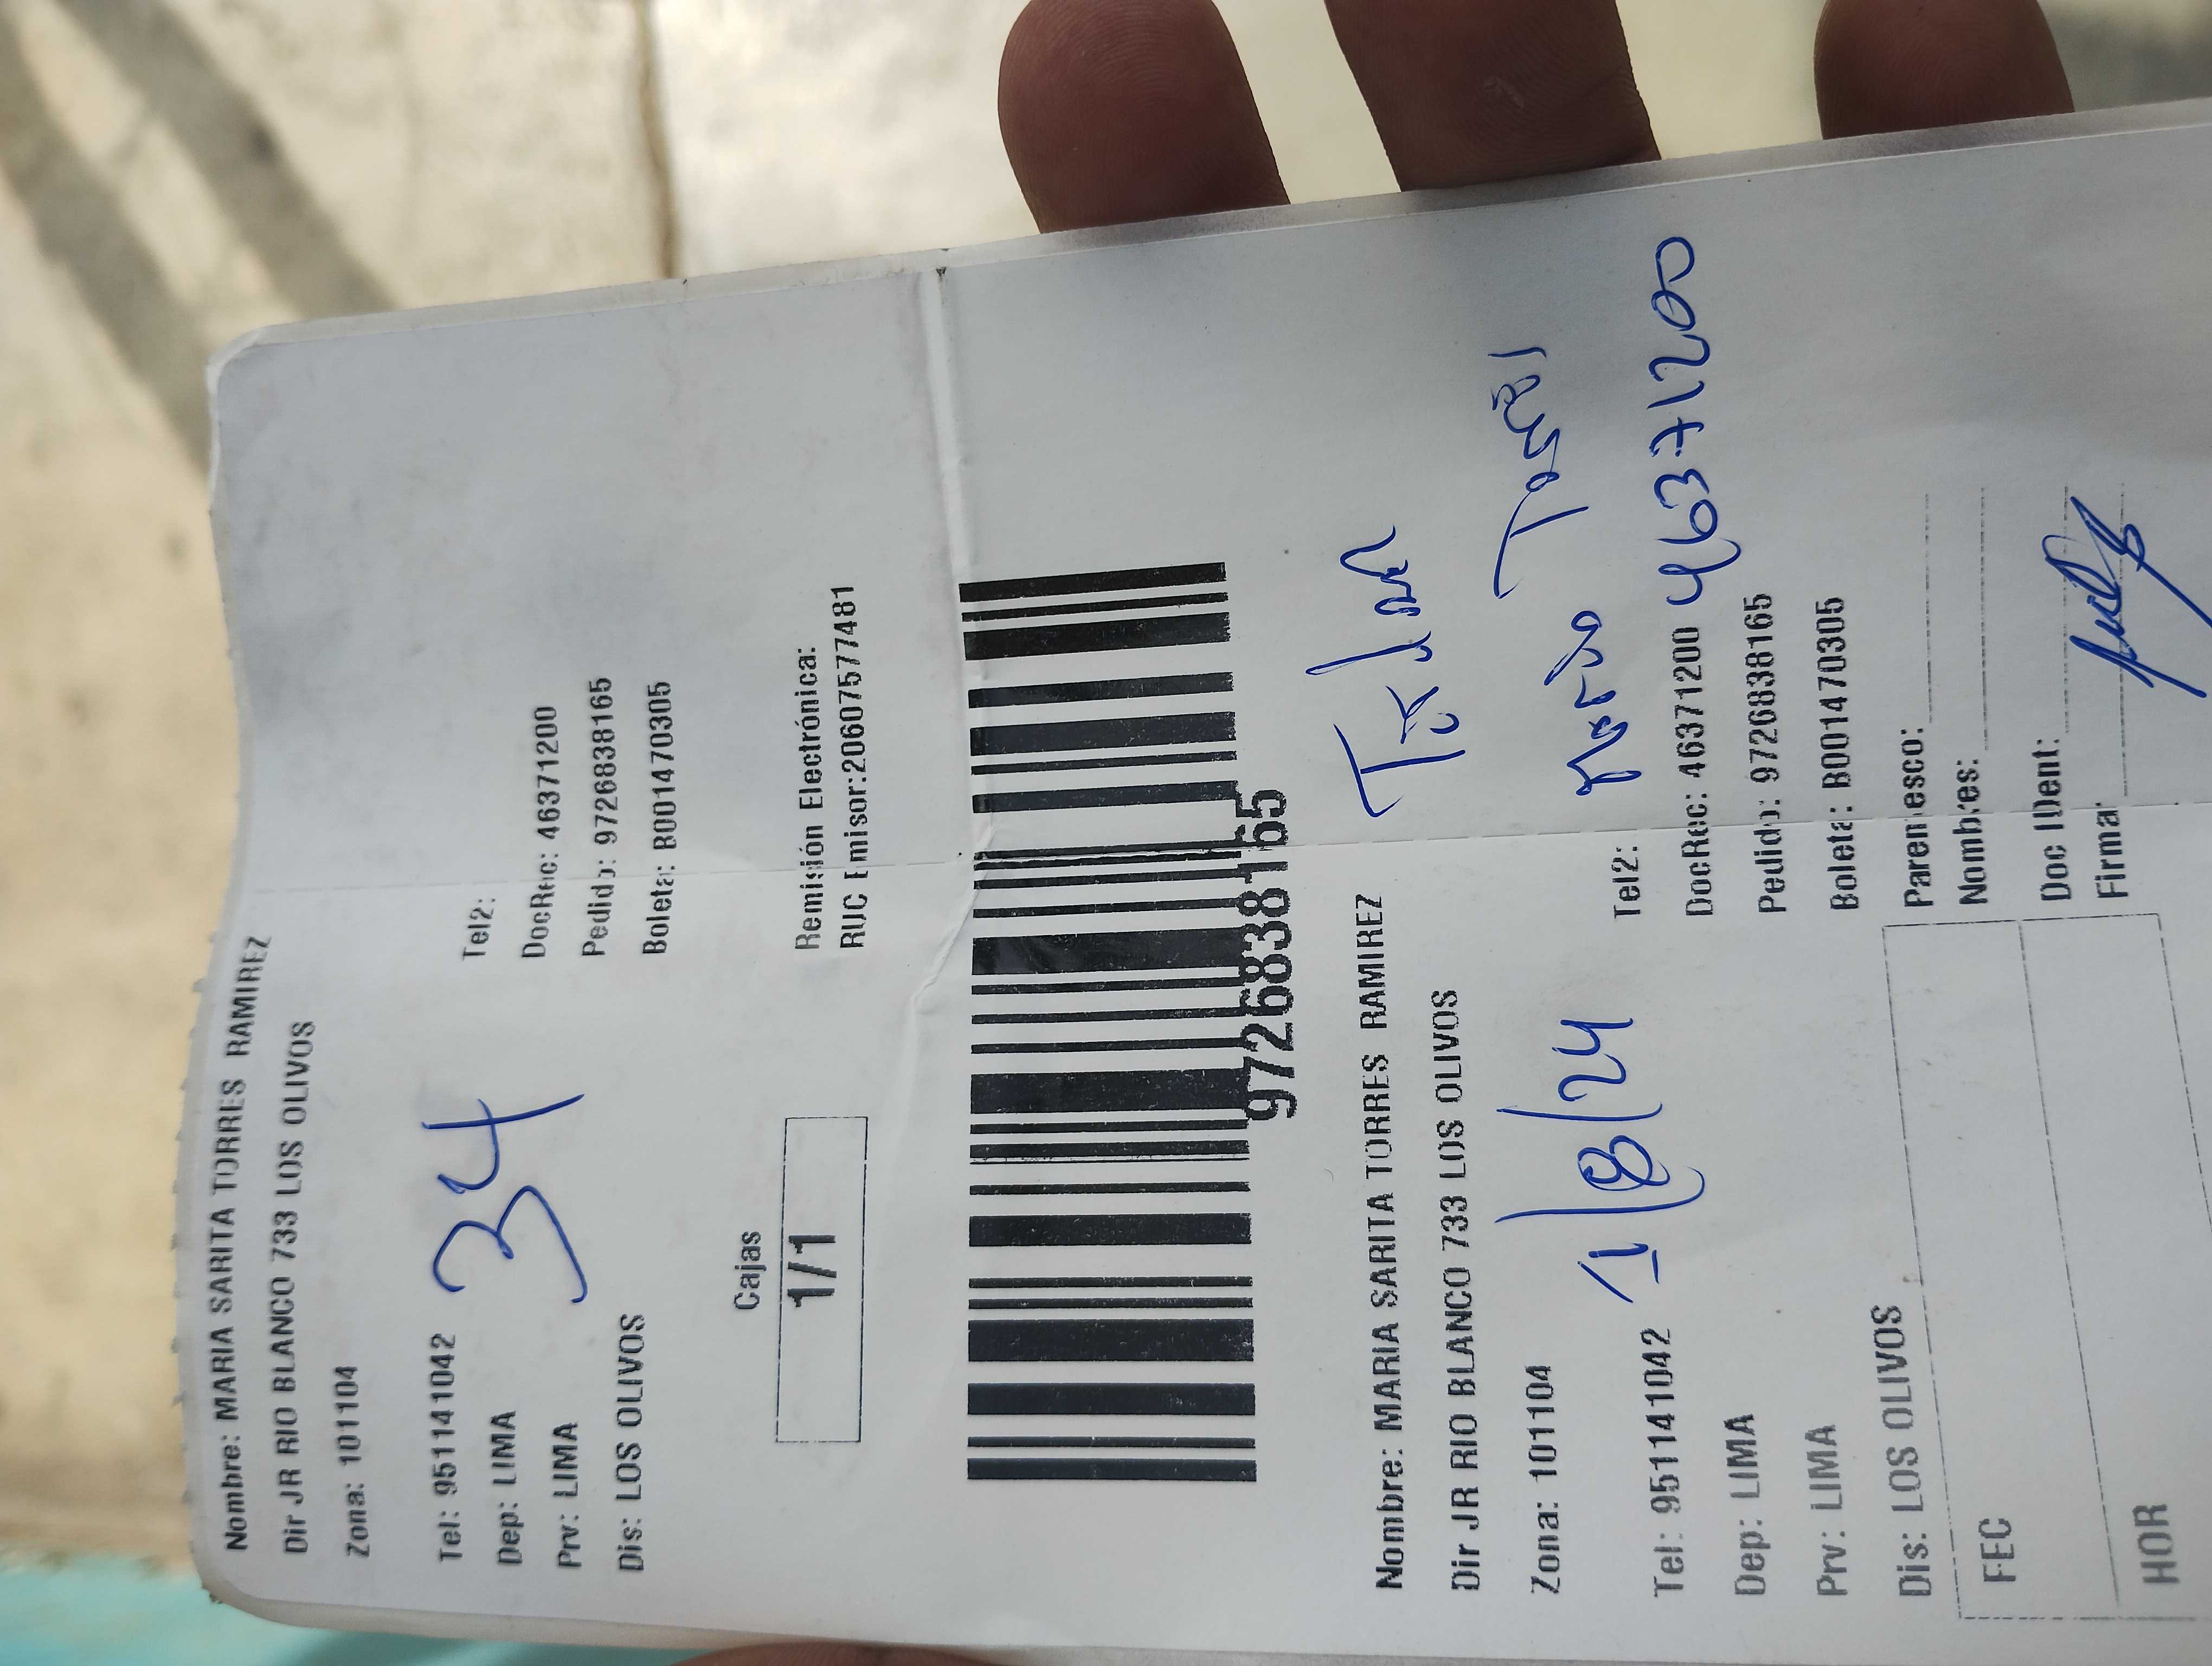 Nombre: MARIA SARITA TORRES RAMIREZ
Dir JR RIO BLANCO 733 LOS OLIVOS
Zona: 101104
Tel: 951141042
Tel2:
34
Dep: LIMA
DocRec: 46371200
Prv: LIMA
Pedido: 9726838165
Dis: LOS OLIVOS
Boleta: B001470305
Cajas
1/1
Remisión Electrónica:
RUC Emisor:20607577481
9726838165
Nombre: MARIA SARITA TORRES RAMIREZ
Dir JR RIO BLANCO 733 LOS OLIVOS
Zona: 101104
1/8/24
Tel: 951141042
Tel2:
46371200
Dep: LIMA
DocRec: 46371200
Prv: LIMA
Pedido: 9726838165
Dis: LOS OLIVOS
Boleta: B001470305
FEC
Parentesco:
Nombres:
HOR
Doc IDent:
Firma